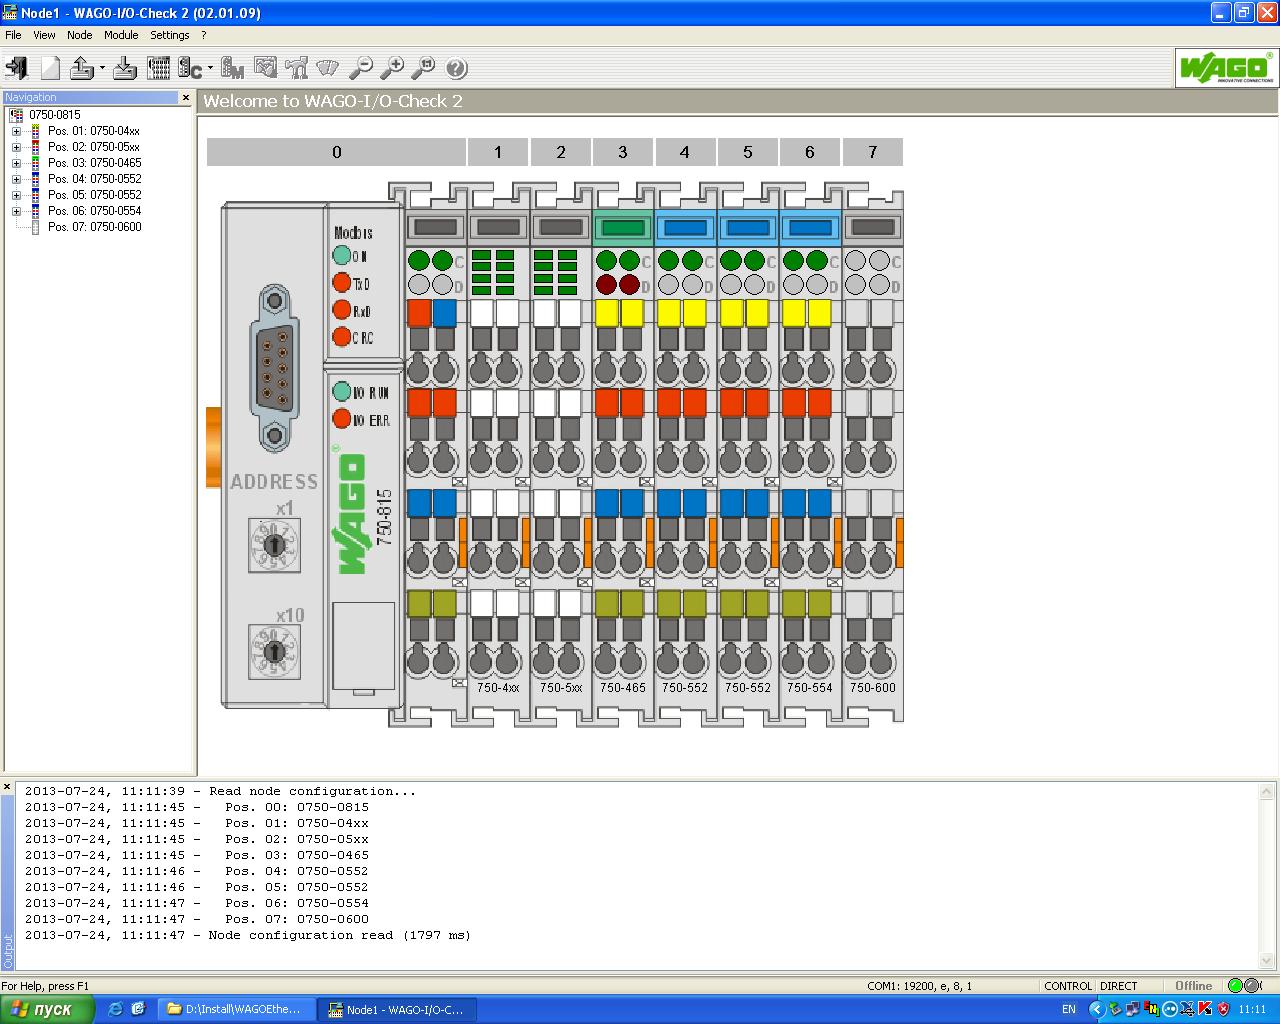 Node1 - WAGO-I/O-Check 2 (02.01.09)
File View Node Module Settings ?
WAGO
INNOVATIVE CONNECTIONS
Navigation
Welcome to WAGO-I/O-Check 2
0750-0815
Pos. 01: 0750-04xx
Pos. 02: 0750-05xx
Pos. 03: 0750-0465
Pos. 04: 0750-0552
Pos. 05: 0750-0552
Pos. 06: 0750-0554
Pos. 07: 0750-0600
0 1 2 3 4 5 6 7
Modbus
ON
TxD
RxD
CRC
I/O RUN
I/O ERR
C C C C C
D D D D D
ADDRESS
x1
x10
WAGO
750-815
750-4xx 750-5xx 750-465 750-552 750-552 750-554 750-600
2013-07-24, 11:11:39 - Read node configuration...
2013-07-24, 11:11:45 - Pos. 00: 0750-0815
2013-07-24, 11:11:45 - Pos. 01: 0750-04xx
2013-07-24, 11:11:45 - Pos. 02: 0750-05xx
2013-07-24, 11:11:45 - Pos. 03: 0750-0465
2013-07-24, 11:11:46 - Pos. 04: 0750-0552
2013-07-24, 11:11:46 - Pos. 05: 0750-0552
2013-07-24, 11:11:47 - Pos. 06: 0750-0554
2013-07-24, 11:11:47 - Pos. 07: 0750-0600
2013-07-24, 11:11:47 - Node configuration read (1797 ms)
Output
For Help, press F1
COM1: 19200, e, 8, 1 CONTROL DIRECT Offline
пуск D:\Install\WAGOEthe... Node1 - WAGO-I/O-C... EN 11:11